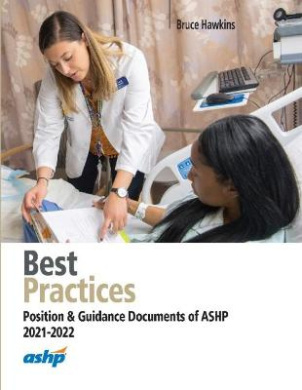 Bruce Hawkins
Best
Practices
Position & Guidance Documents of ASHP
2021-2022
ashp